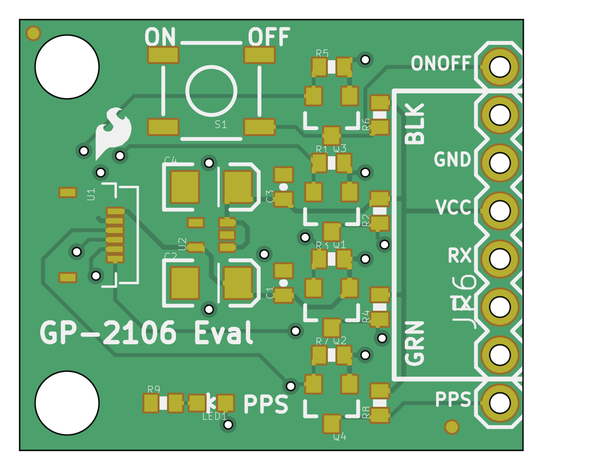 ON OFF
ONOFF
R5
S1
R6
BLK
R1 Q3
GND
C4
U1
C3
VCC
R2
U2
R3 Q1
RX
C2
C1
TX
R4
GP-2106 Eval
R7 Q2
GRN
R9
PPS
LED1
PPS
R8
Q4